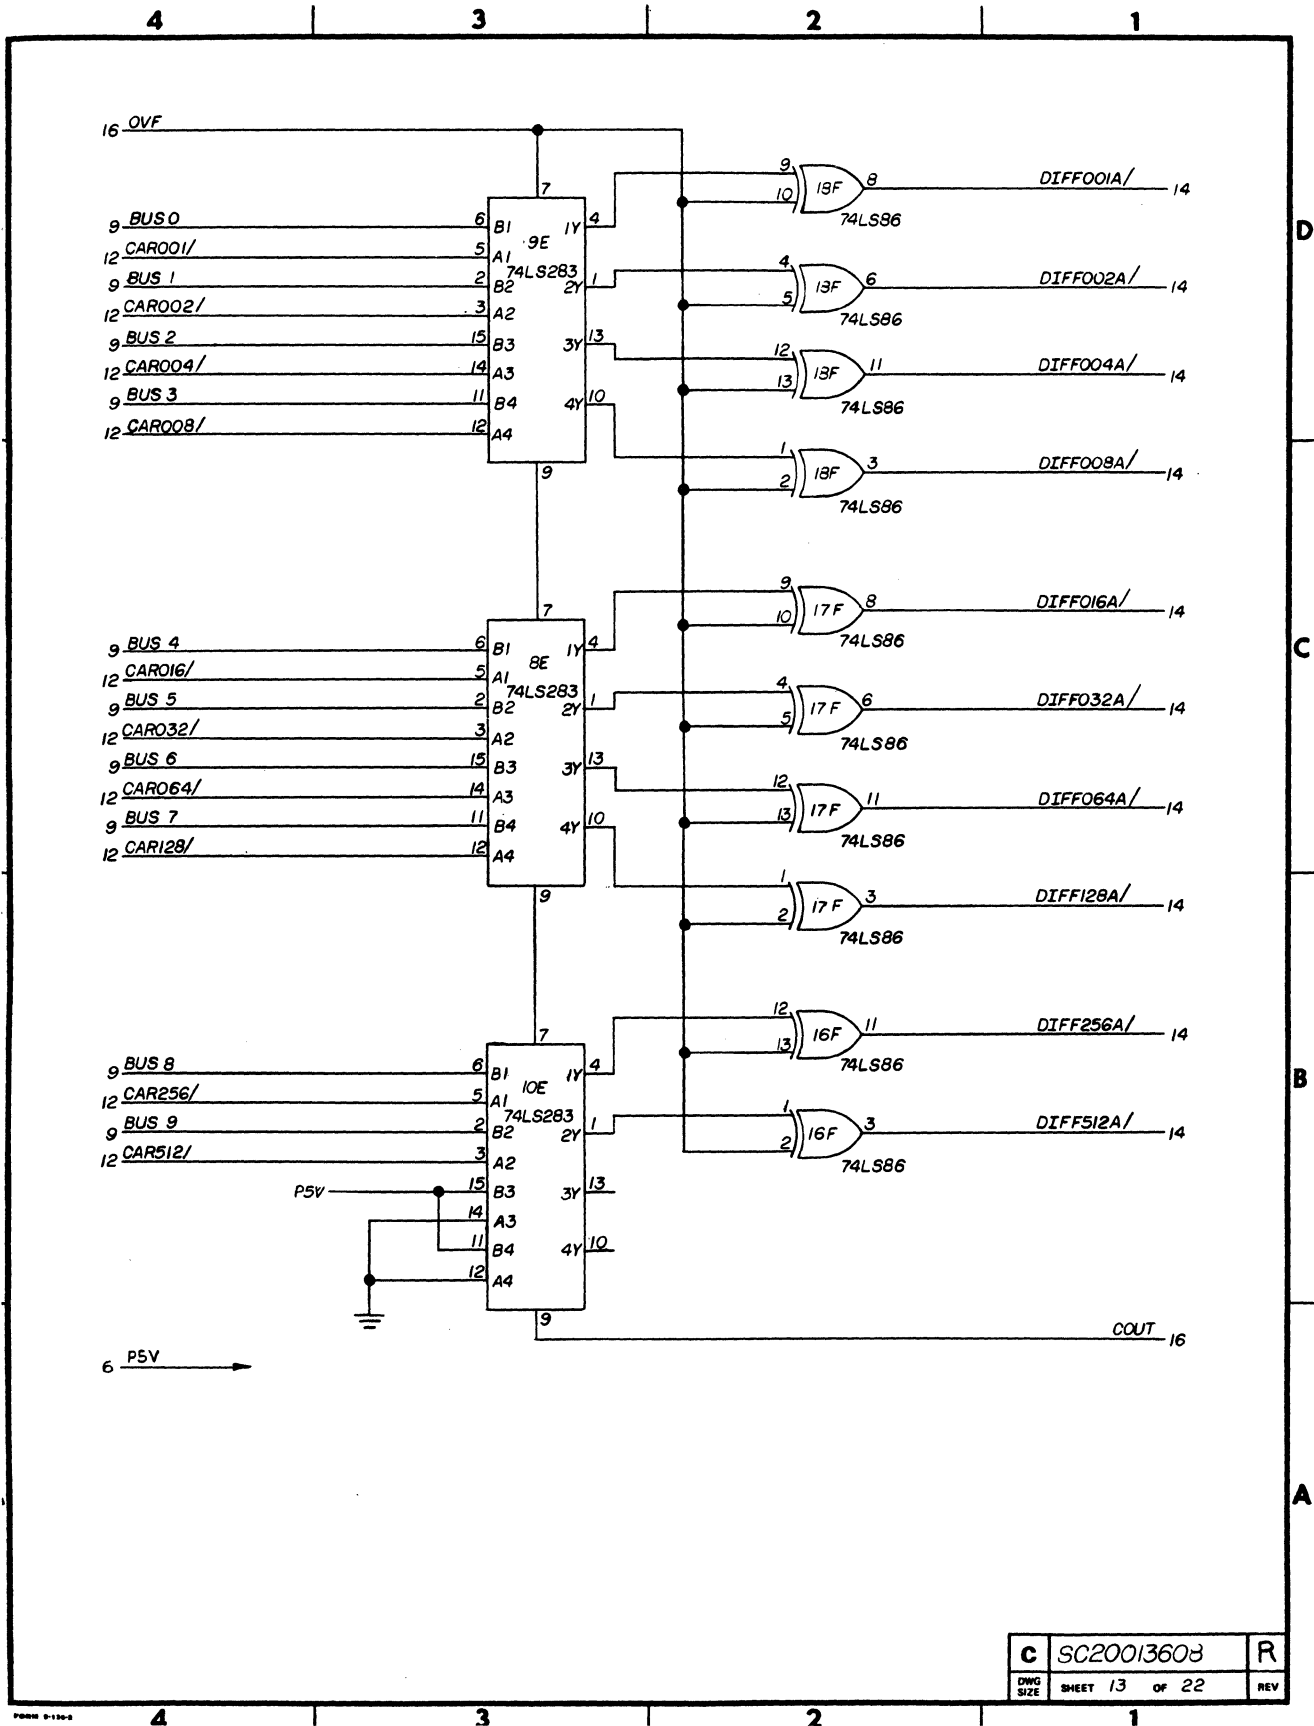 4 3 2 1
16 OVF
7
9 DIFF001A/
6 B1 1Y 4 18F 8 14
9 BUS 0 10 74LS86
9E
12 CAR001/ 5 A1
74LS283
9 BUS 1 2 B2 2Y 1 4 18F 6 DIFF002A/ 14
12 CAR002/ 3 A2 5 74LS86
9 BUS 2 15 B3 3Y 13 12 18F 11 DIFF004A/ 14
12 CAR004/ 14 A3 13 74LS86
9 BUS 3 11 B4 4Y 10
12 CAR008/ 12 A4 1 18F 3 DIFF008A/ 14
9 2 74LS86
D
7 9 17F 8 DIFF016A/ 14
10 74LS86
9 BUS 4 6 B1 1Y 4
8E
12 CAR016/ 5 A1
74LS283
9 BUS 5 2 B2 2Y 1 4 17F 6 DIFF032A/ 14
12 CAR032/ 3 A2 5 74LS86
9 BUS 6 15 B3 3Y 13 12 17F 11 DIFF064A/ 14
12 CAR064/ 14 A3 13 74LS86
9 BUS 7 11 B4 4Y 10
12 CAR128/ 12 A4 1 17F 3 DIFF128A/ 14
9 2 74LS86
C
7 12 16F 11 DIFF256A/ 14
13 74LS86
9 BUS 8 6 B1 1Y 4
10E
12 CAR256/ 5 A1
74LS283
9 BUS 9 2 B2 2Y 1 1 16F 3 DIFF512A/ 14
12 CAR512/ 3 A2 2 74LS86
P5V 15 B3 3Y 13
14 A3
11 B4 4Y 10
12 A4
9 COUT 16
B
6 P5V
A
C SC20013608 R
DWG SIZE SHEET 13 OF 22 REV
4 3 2 1